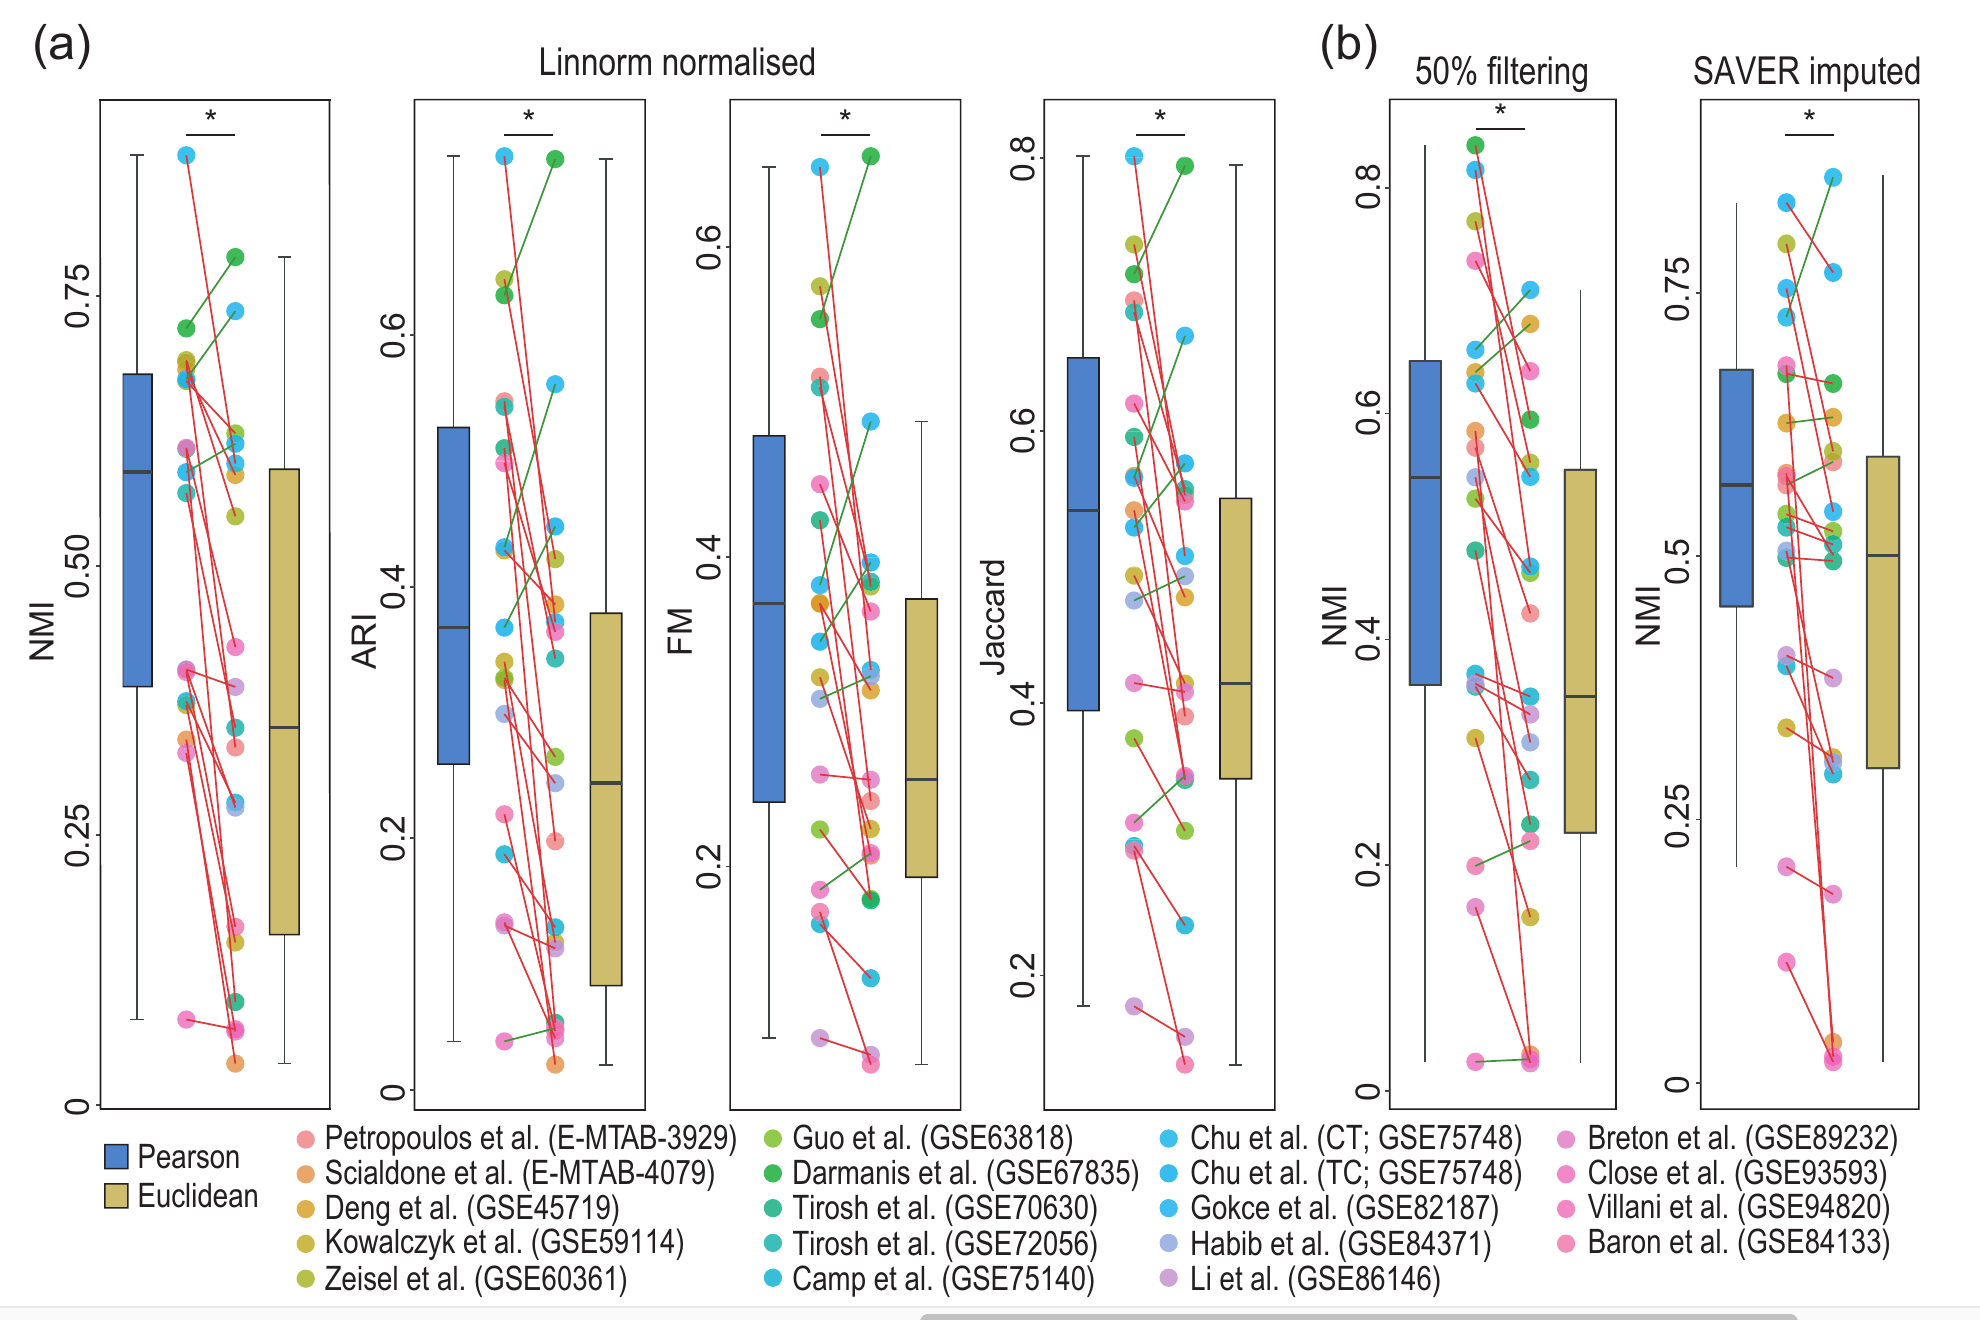 (a)
Linnorm normalised
(b)
50% filtering
SAVER imputed
*
*
*
*
*
*
NMI
0
0.25
0.50
0.75
ARI
0
0.2
0.4
0.6
FM
0.2
0.4
0.6
Jaccard
0.2
0.4
0.6
0.8
NMI
0
0.2
0.4
0.6
0.8
NMI
0
0.25
0.5
0.75
Pearson
Euclidean
Petropoulos et al. (E-MTAB-3929)
Scialdone et al. (E-MTAB-4079)
Deng et al. (GSE45719)
Kowalczyk et al. (GSE59114)
Zeisel et al. (GSE60361)
Guo et al. (GSE63818)
Darmanis et al. (GSE67835)
Tirosh et al. (GSE70630)
Tirosh et al. (GSE72056)
Camp et al. (GSE75140)
Chu et al. (CT; GSE75748)
Chu et al. (TC; GSE75748)
Gokce et al. (GSE82187)
Habib et al. (GSE84371)
Li et al. (GSE86146)
Breton et al. (GSE89232)
Close et al. (GSE93593)
Villani et al. (GSE94820)
Baron et al. (GSE84133)